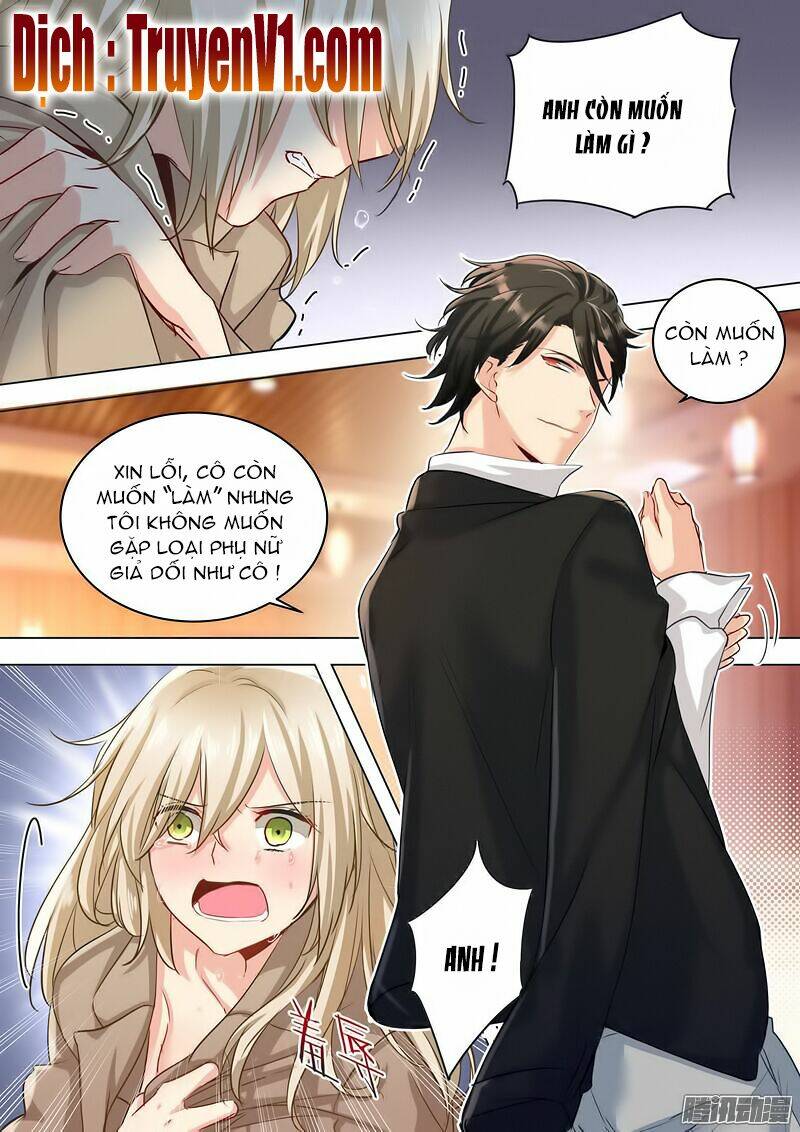 Dịch : TruyenV1.com
ANH CÒN MUỐN
LÀM GÌ ?
CÒN MUỐN
LÀM ?
XIN LỖI, CÔ CÒN
MUỐN “LÀM” NHƯNG
TÔI KHÔNG MUỐN
GẶP LOẠI PHỤ NỮ
GIẢ DỐI NHƯ CÔ !
ANH !
羞辱
腾讯动漫